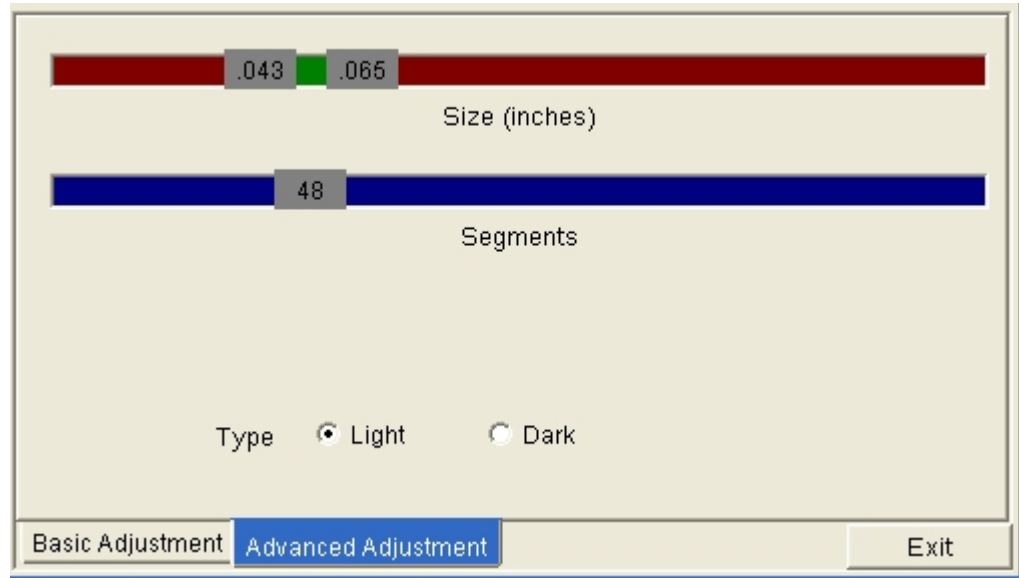 .043 .065
Size (inches)
48
Segments
Type Light Dark
Basic Adjustment Advanced Adjustment Exit